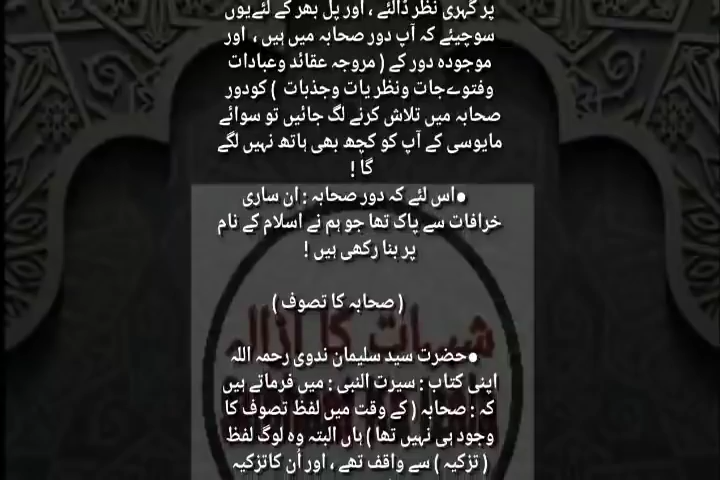 پر گہری نظر ڈالئے ، اور پل بھر کے لئے یوں
سوچیئے کہ آپ دور صحابہ میں ہیں ، اور
موجودہ دور کے ( مروجہ عقائد وعبادات
وفتوےجات ونظریات وجذبات ) کودور
صحابہ میں تلاش کرنے لگ جائیں تو سوائے
مایوسی کے آپ کو کچھ بھی ہاتھ نہیں لگے
گا !
●اس لئے کہ دور صحابہ : ان ساری
خرافات سے پاک تھا جو ہم نے اسلام کے نام
پر بنا رکھی ہیں !
( صحابہ کا تصوف )
●حضرت سید سلیمان ندوی رحمہ اللہ
اپنی کتاب : سیرت النبی : میں فرماتے ہیں
کہ : صحابہ ( کے وقت میں لفظ تصوف کا
وجود ہی نہیں تھا ) ہاں البتہ وہ لوگ لفظ
( تزکیہ ) سے واقف تھے ، اور اُن کاتزکیہ
شبہات کا ازالہ